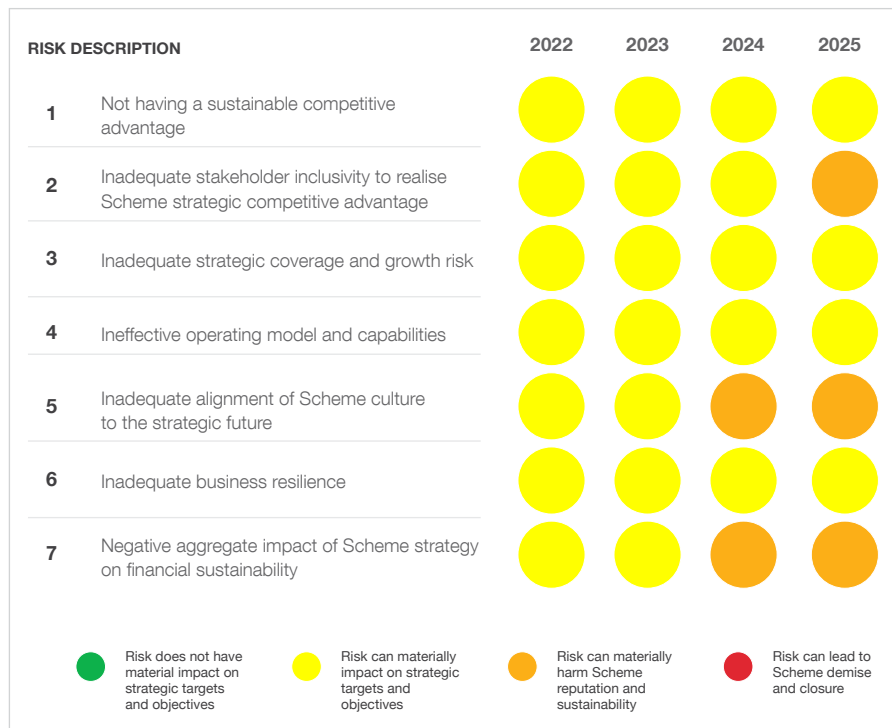 RISK DESCRIPTION 2022 2023 2024 2025
1 Not having a sustainable competitive
advantage
2 Inadequate stakeholder inclusivity to realise
Scheme strategic competitive advantage
3 Inadequate strategic coverage and growth risk
4 Ineffective operating model and capabilities
5 Inadequate alignment of Scheme culture
to the strategic future
6 Inadequate business resilience
7 Negative aggregate impact of Scheme strategy
on financial sustainability
Risk does not have
material impact on
strategic targets
and objectives
Risk can materially
impact on strategic
targets and
objectives
Risk can materially
harm Scheme
reputation and
sustainability
Risk can lead to
Scheme demise
and closure